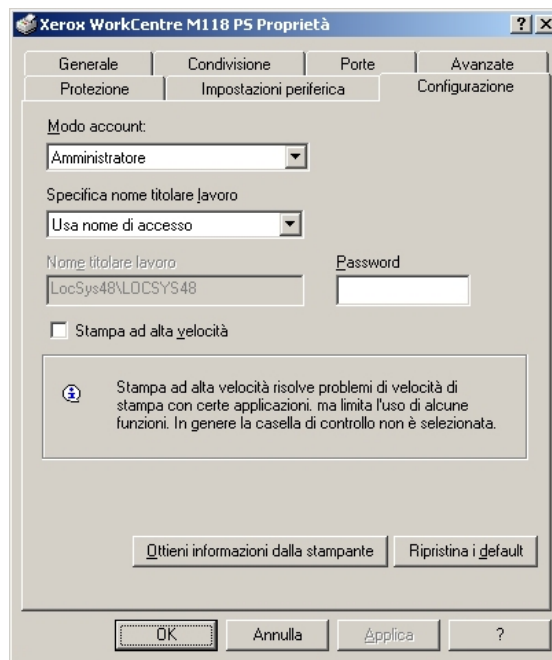 Xerox WorkCentre M118 PS Proprietà
Generale Condivisione Porte Avanzate
Protezione Impostazioni periferica Configurazione
Modo account:
Amministratore
Specifica nome titolare lavoro
Usa nome di accesso
Nome titolare lavoro Password
LocSys48\LOCSYS48
Stampa ad alta velocità
Stampa ad alta velocità risolve problemi di velocità di
stampa con certe applicazioni. ma limita l'uso di alcune
funzioni. In genere la casella di controllo non è selezionata.
Ottieni informazioni dalla stampante Ripristina i default
OK Annulla Applica ?